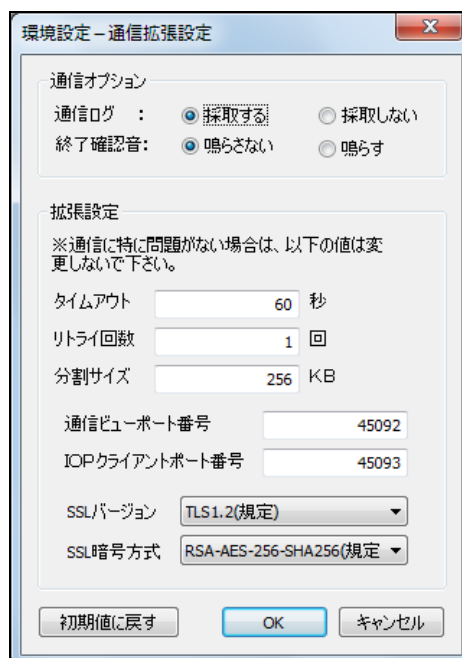 環境設定－通信拡張設定
通信オプション
通信ログ : 採取する 採取しない
終了確認音: 鳴らさない 鳴らす
拡張設定
※通信に特に問題がない場合は、以下の値は変
更しないで下さい。
タイムアウト 60 秒
リトライ回数 1 回
分割サイズ 256 KB
通信ビューポート番号 45092
IOPクライアントポート番号 45093
SSLバージョン TLS1.2(規定)
SSL暗号方式 RSA-AES-256-SHA256(規定
初期値に戻す OK キャンセル